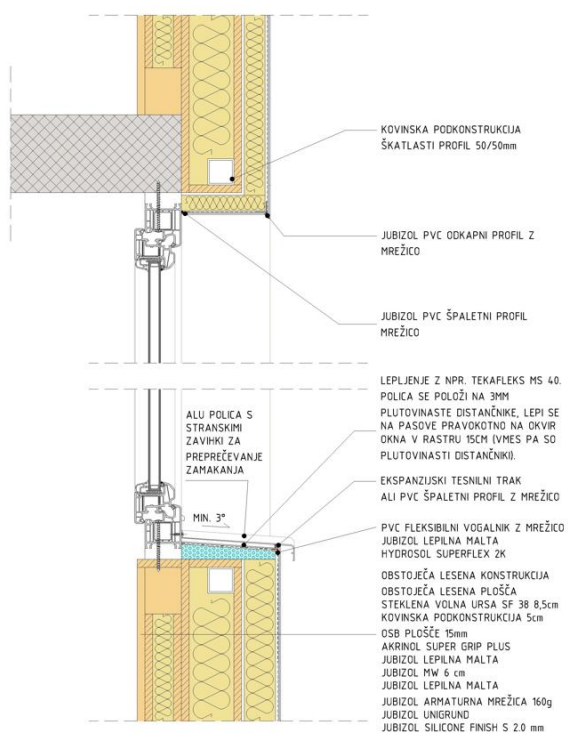 KOVINSKA PODKONSTRUKCIJA
ŠKATLASTI PROFIL 50/50mm
JUBIZOL PVC ODKAPNI PROFIL Z
MREŽICO
JUBIZOL PVC ŠPALETNI PROFIL
MREŽICO
LEPLJENJE Z NPR. TEKAFLEKS MS 40.
POLICA SE POLOŽI NA 3MM
PLUTOVINASTE DISTANČNIKE, LEPI SE
NA PASOVE PRAVOKOTNO NA OKVIR
OKNA V RASTRU 15CM (VMES PA SO
PLUTOVINASTI DISTANČNIKI).
ALU POLICA S
STRANSKIMI
ZAVIHKI ZA
PREPREČEVANJE
ZAMAKANJA
MIN. 3°
EKSPANZIJSKI TESNILNI TRAK
ALI PVC ŠPALETNI PROFIL Z MREŽICO
PVC FLEKSIBILNI VOGALNIK Z MREŽICO
JUBIZOL LEPILNA MALTA
HYDROSOL SUPERFLEX 2K
OBSTOJEČA LESENA KONSTRUKCIJA
OBSTOJEČA LESENA PLOŠČA
STEKLENA VOLNA URSA SF 38 8,5cm
KOVINSKA PODKONSTRUKCIJA 5cm
OSB PLOŠČE 15mm
AKRINOL SUPER GRIP PLUS
JUBIZOL LEPILNA MALTA
JUBIZOL MW 6 cm
JUBIZOL LEPILNA MALTA
JUBIZOL ARMATURNA MREŽICA 160g
JUBIZOL UNIGRUND
JUBIZOL SILICONE FINISH S 2.0 mm